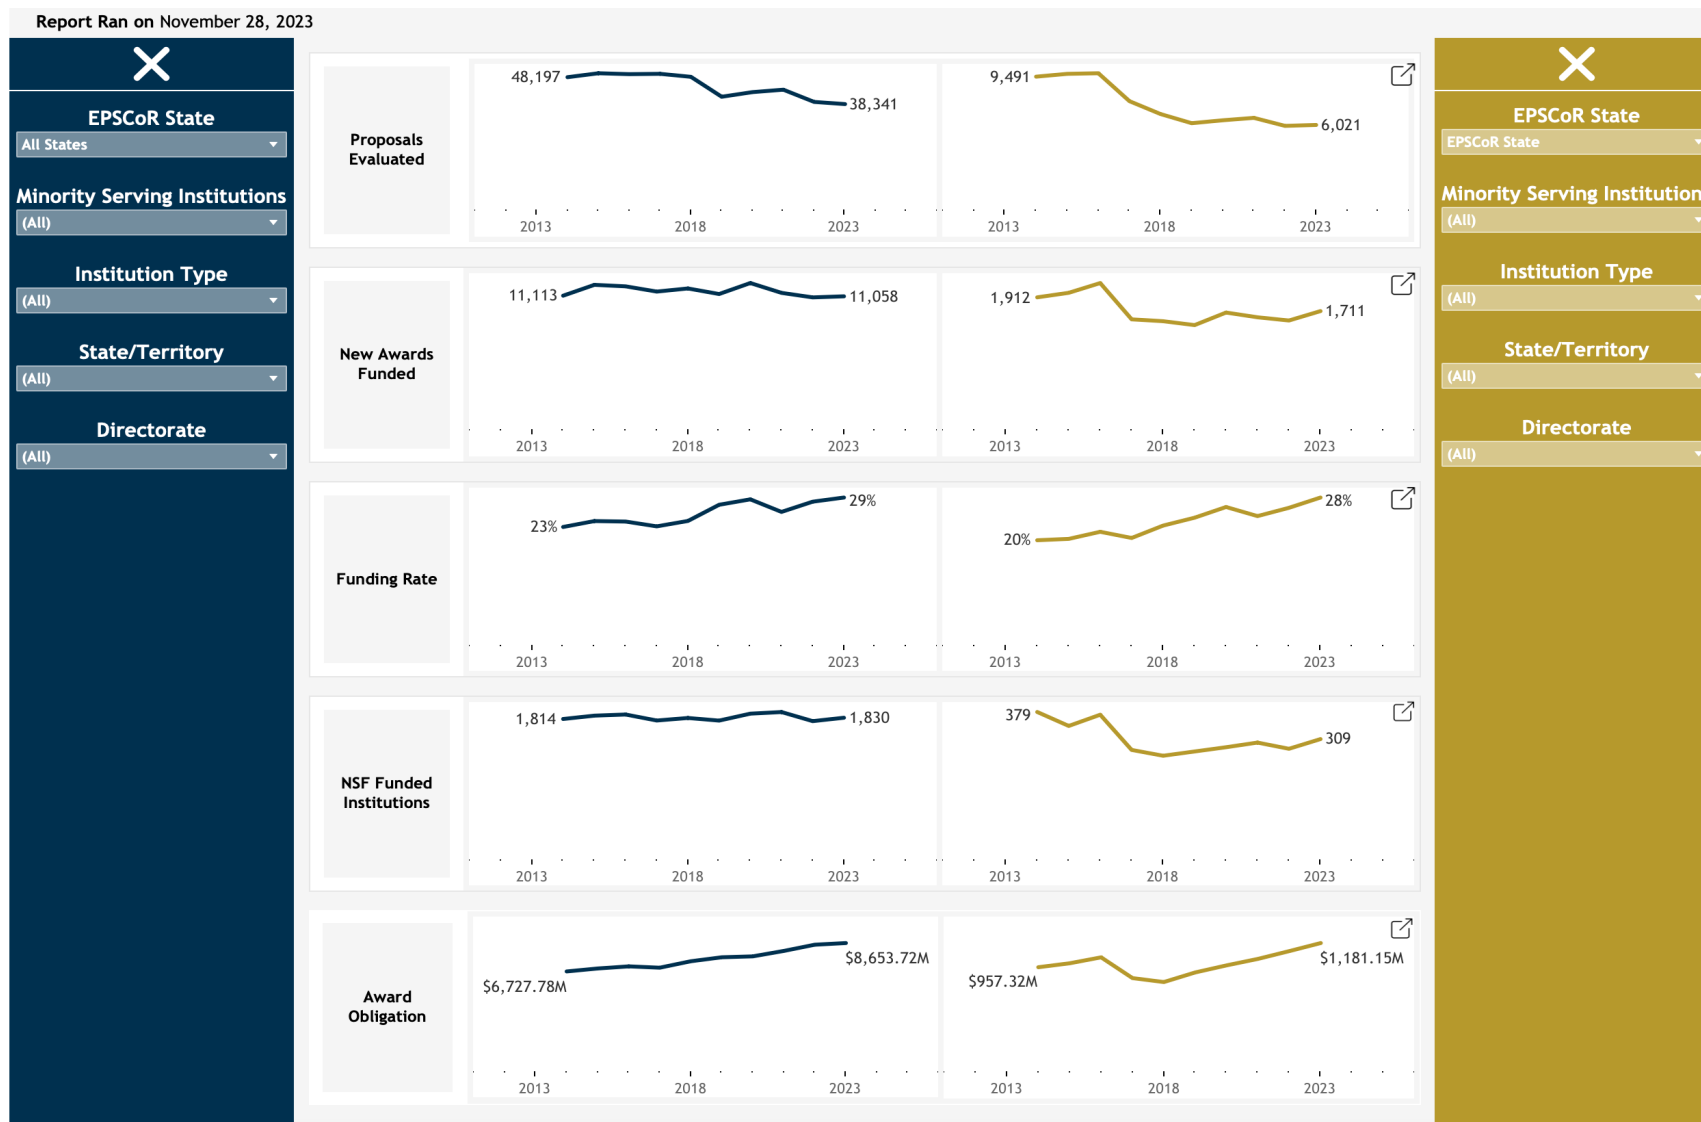 Report Ran on November 28, 2023
EPSCoR State
All States
Minority Serving Institutions
(All)
Institution Type
(All)
State/Territory
(All)
Directorate
(All)
Proposals
Evaluated
48,197
38,341
2013 2018 2023
9,491
6,021
2013 2018 2023
New Awards
Funded
11,113
11,058
2013 2018 2023
1,912
1,711
2013 2018 2023
Funding Rate
23%
29%
2013 2018 2023
20%
28%
2013 2018 2023
NSF Funded
Institutions
1,814
1,830
2013 2018 2023
379
309
2013 2018 2023
Award
Obligation
$6,727.78M
$8,653.72M
2013 2018 2023
$957.32M
$1,181.15M
2013 2018 2023
EPSCoR State
EPSCoR State
Minority Serving Institution
(All)
Institution Type
(All)
State/Territory
(All)
Directorate
(All)